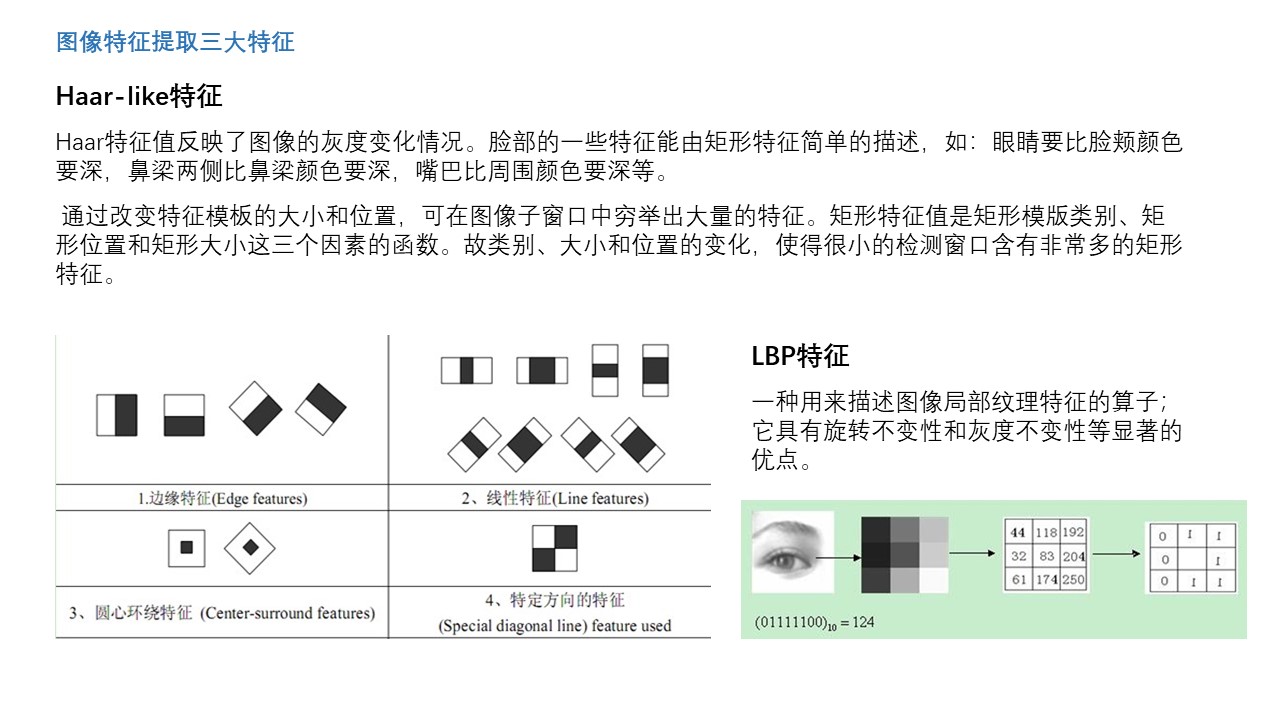 图像特征提取三大特征
Haar-like特征
Haar特征值反映了图像的灰度变化情况。脸部的一些特征能由矩形特征简单的描述，如：眼睛要比脸颊颜色
要深，鼻梁两侧比鼻梁颜色要深，嘴巴比周围颜色要深等。
通过改变特征模板的大小和位置，可在图像子窗口中穷举出大量的特征。矩形特征值是矩形模版类别、矩
形位置和矩形大小这三个因素的函数。故类别、大小和位置的变化，使得很小的检测窗口含有非常多的矩形
特征。
1.边缘特征(Edge features)
2、线性特征(Line features)
3、圆心环绕特征 (Center-surround features)
4、特定方向的特征
(Special diagonal line) feature used
LBP特征
一种用来描述图像局部纹理特征的算子；
它具有旋转不变性和灰度不变性等显著的
优点。
44 118 192
32 83 204
61 174 250
0 1 1
0 1
0 1 1
(01111100)₁₀ = 124